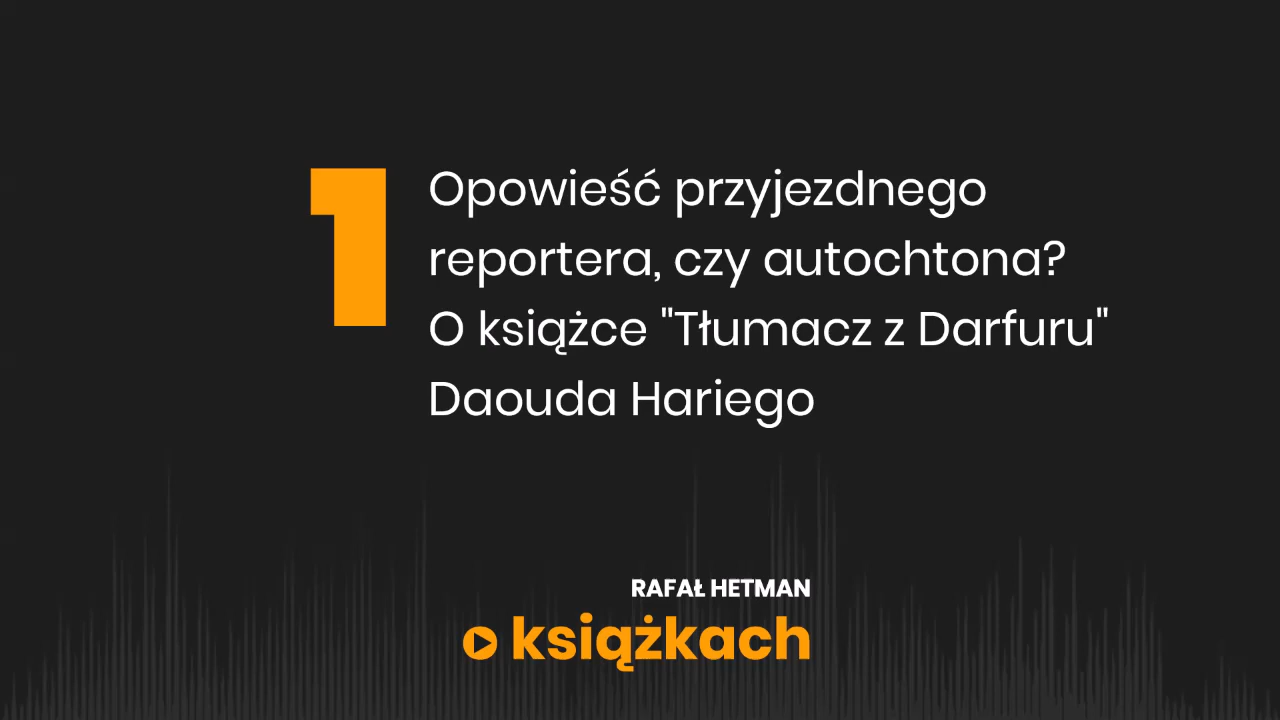 1
Opowieść przyjezdnego
reportera, czy autochtona?
O książce "Tłumacz z Darfuru"
Daouda Hariego
RAFAŁ HETMAN
książkach